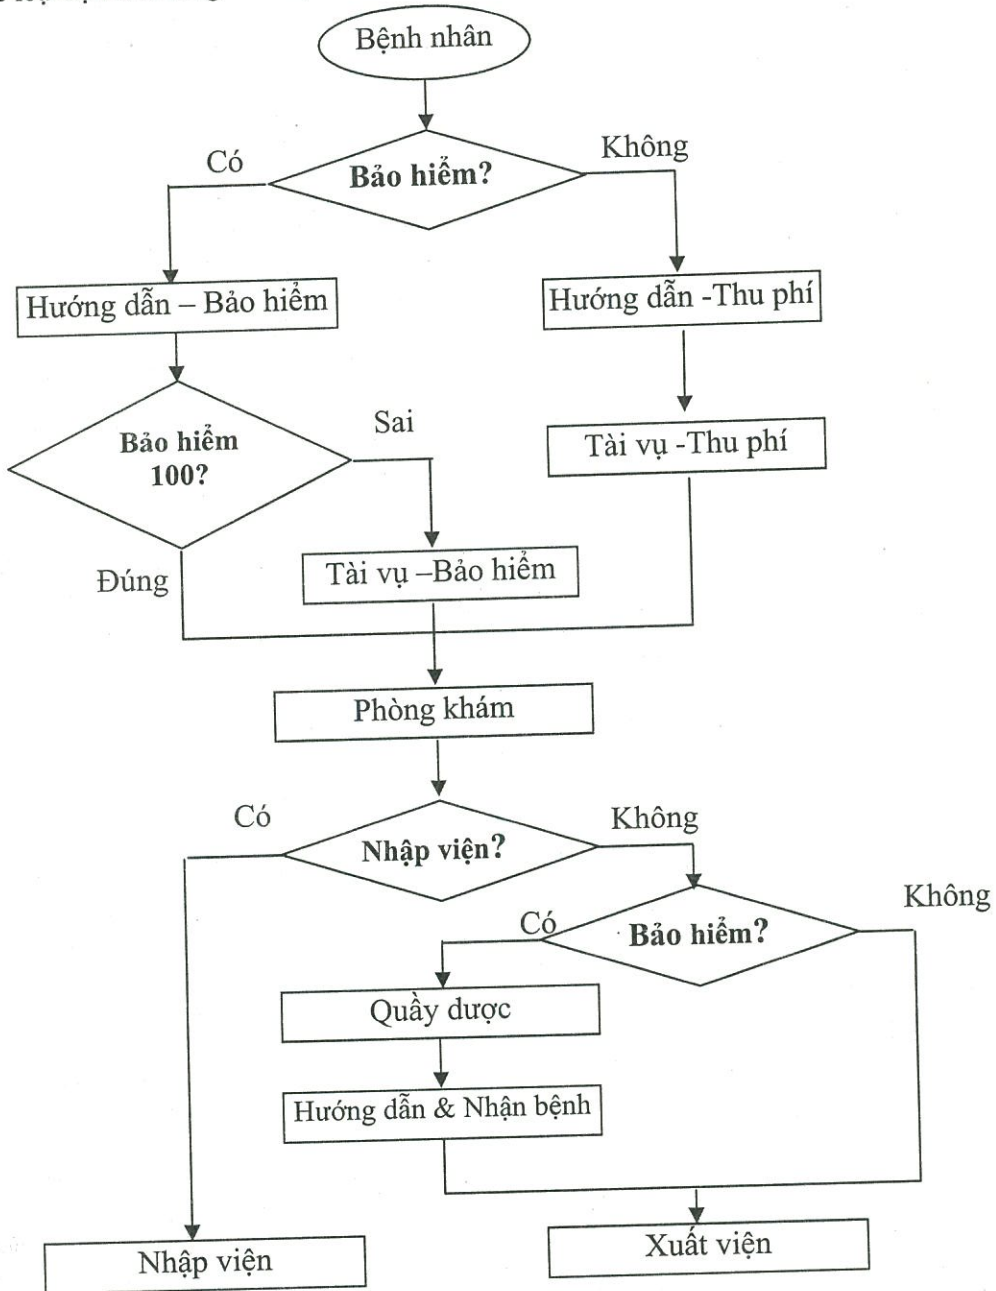 Bệnh nhân
Có
Không
Bảo hiểm?
Hướng dẫn – Bảo hiểm
Hướng dẫn -Thu phí
Sai
Bảo hiểm
100?
Tài vụ -Thu phí
Đúng
Tài vụ –Bảo hiểm
Phòng khám
Có
Không
Nhập viện?
Không
Có
Bảo hiểm?
Quầy dược
Hướng dẫn & Nhận bệnh
Xuất viện
Nhập viện